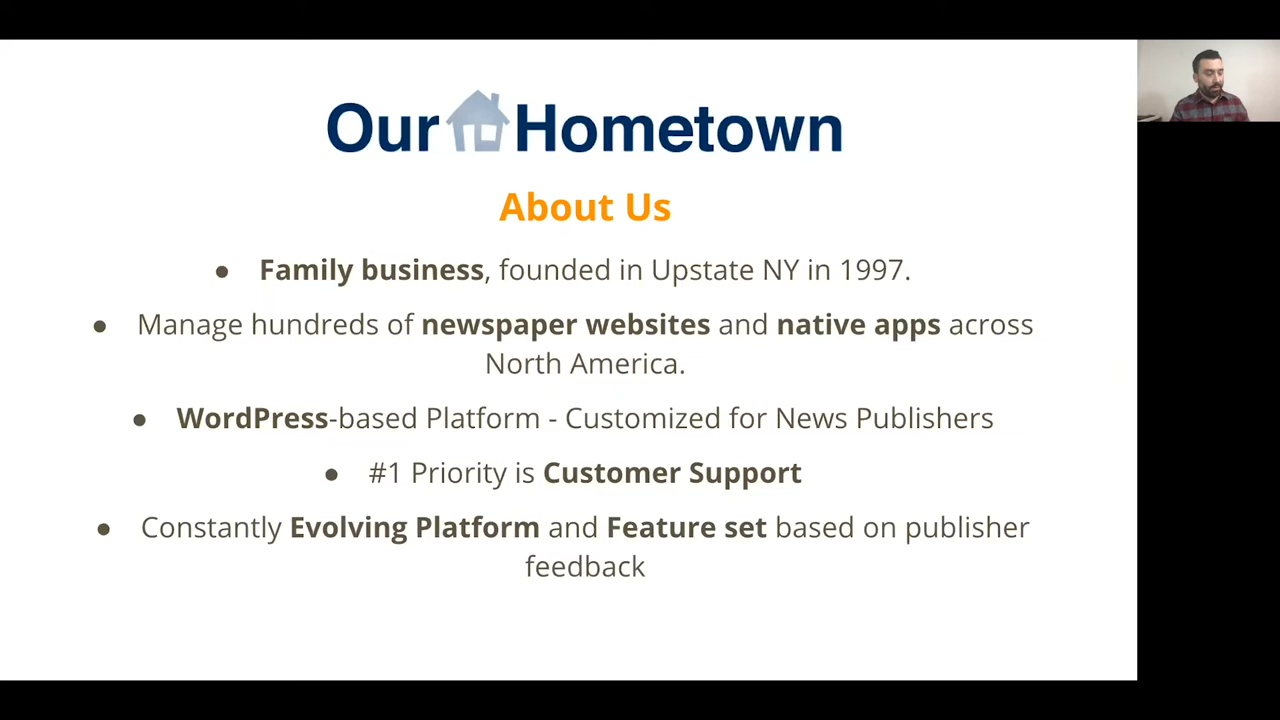 Our Hometown
About Us
● Family business, founded in Upstate NY in 1997.
● Manage hundreds of newspaper websites and native apps across
North America.
● WordPress-based Platform - Customized for News Publishers
● #1 Priority is Customer Support
● Constantly Evolving Platform and Feature set based on publisher
feedback